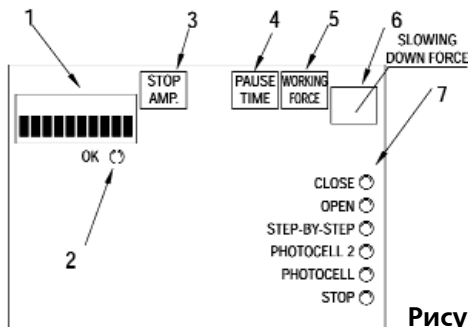 1
3
4
5
6
SLOWING
DOWN FORCE
STOP
AMP.
PAUSE
TIME
WORKING
FORCE
7
OK
2
CLOSE
OPEN
STEP-BY-STEP
PHOTOCELL 2
PHOTOCELL
STOP
Рису